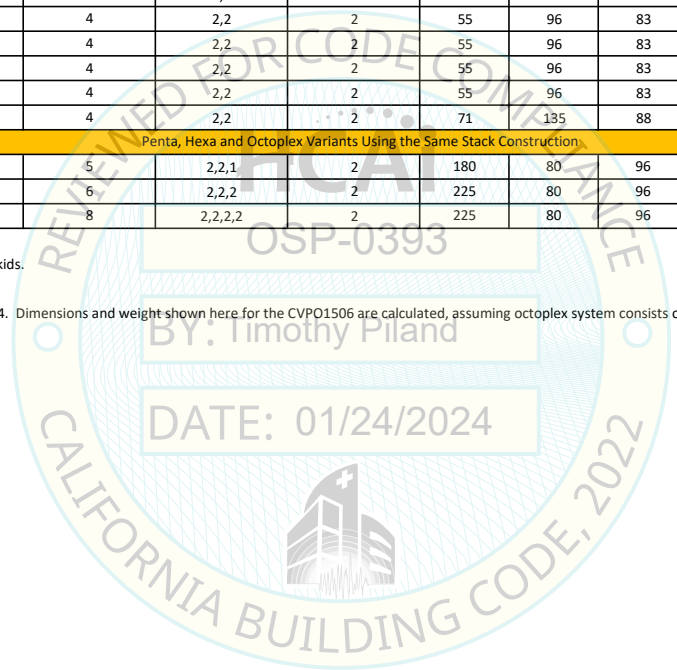 4 2,2 2 55 96 83
4 2,2 2 55 96 83
4 2,2 2 55 96 83
4 2,2 2 55 96 83
4 2,2 2 71 135 88
Penta, Hexa and Octoplex Variants Using the Same Stack Construction
5 2,2,1 2 180 80 96
6 2,2,2 2 225 80 96
8 2,2,2,2 2 225 80 96
kids.
4. Dimensions and weight shown here for the CVPO1506 are calculated, assuming octoplex system consists
REVIEWED FOR CODE COMPLIANCE
HCAi
OSP-0393
BY: Timothy Piland
DATE: 01/24/2024
CALIFORNIA BUILDING CODE, 2022